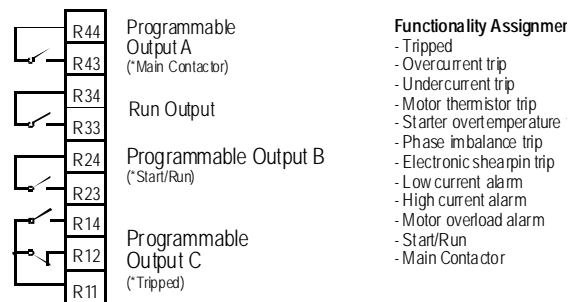 R44
R43
R34
R33
R24
R23
R14
R12
R11
Programmable
Output A
(*Main Contactor)
Run Output
Programmable Output B
(*Start/Run)
Programmable
Output C
(*Tripped)
Functionality Assignmen
- Tripped
- Overcurrent trip
- Undercurrent trip
- Motor thermistor trip
- Starter overtemperature
- Phase imbalance trip
- Electronic shearpin trip
- Low current alarm
- High current alarm
- Motor overload alarm
- Start/Run
- Main Contactor